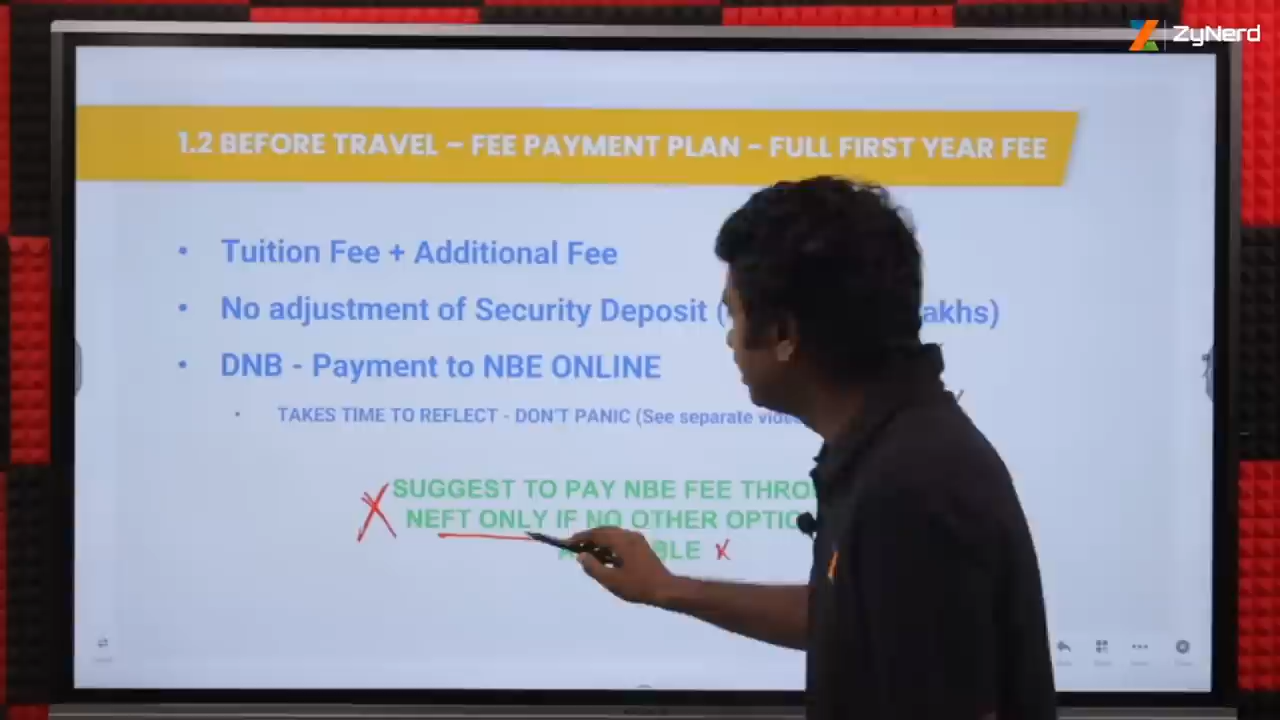 ZyNerd
1.2 BEFORE TRAVEL – FEE PAYMENT PLAN – FULL FIRST YEAR FEE
• Tuition Fee + Additional Fee
• No adjustment of Security Deposit (
• DNB - Payment to NBE ONLINE
• TAKES TIME TO REFLECT - DON'T PANIC (See separate
X SUGGEST TO PAY NBE FEE
NEFT ONLY IF NO OTHER
X